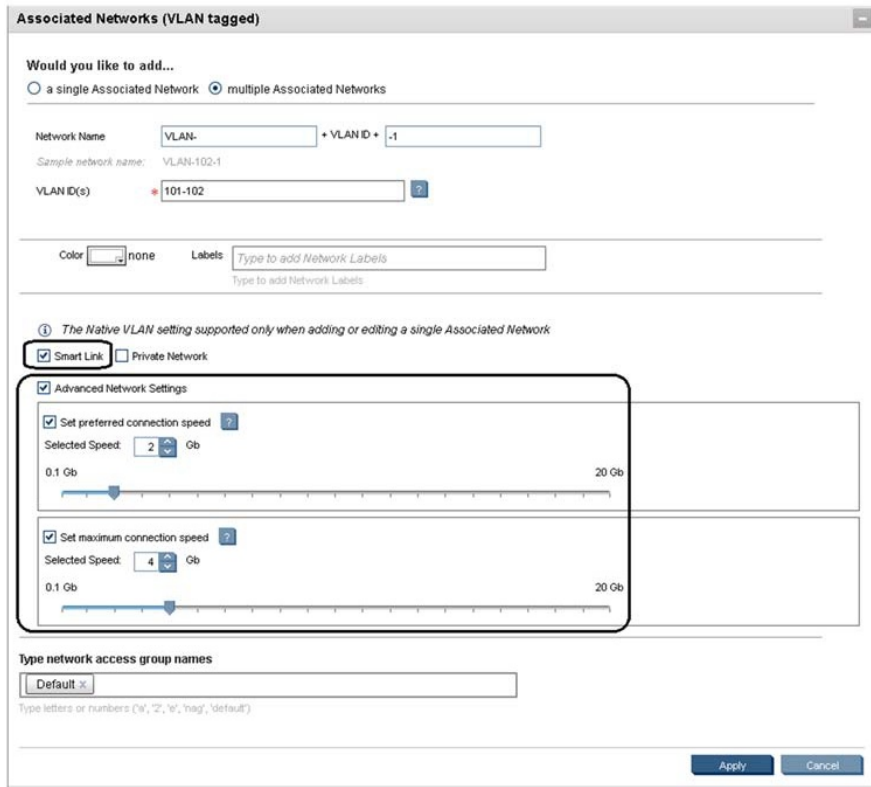 Associated Networks (VLAN tagged)
Would you like to add...
a single Associated Network multiple Associated Networks
Network Name VLAN- + VLAN ID + -1
Sample network name: VLAN-102-1
VLAN ID(s) * 101-102 ?
Color none Labels Type to add Network Labels
Type to add Network Labels
The Native VLAN setting supported only when adding or editing a single Associated Network
Smart Link Private Network
Advanced Network Settings
Set preferred connection speed ?
Selected Speed: 2 Gb
0.1 Gb 20 Gb
Set maximum connection speed ?
Selected Speed: 4 Gb
0.1 Gb 20 Gb
Type network access group names
Default x
Type letters or numbers ('a', '2', 'e', 'nag', 'default')
Apply Cancel